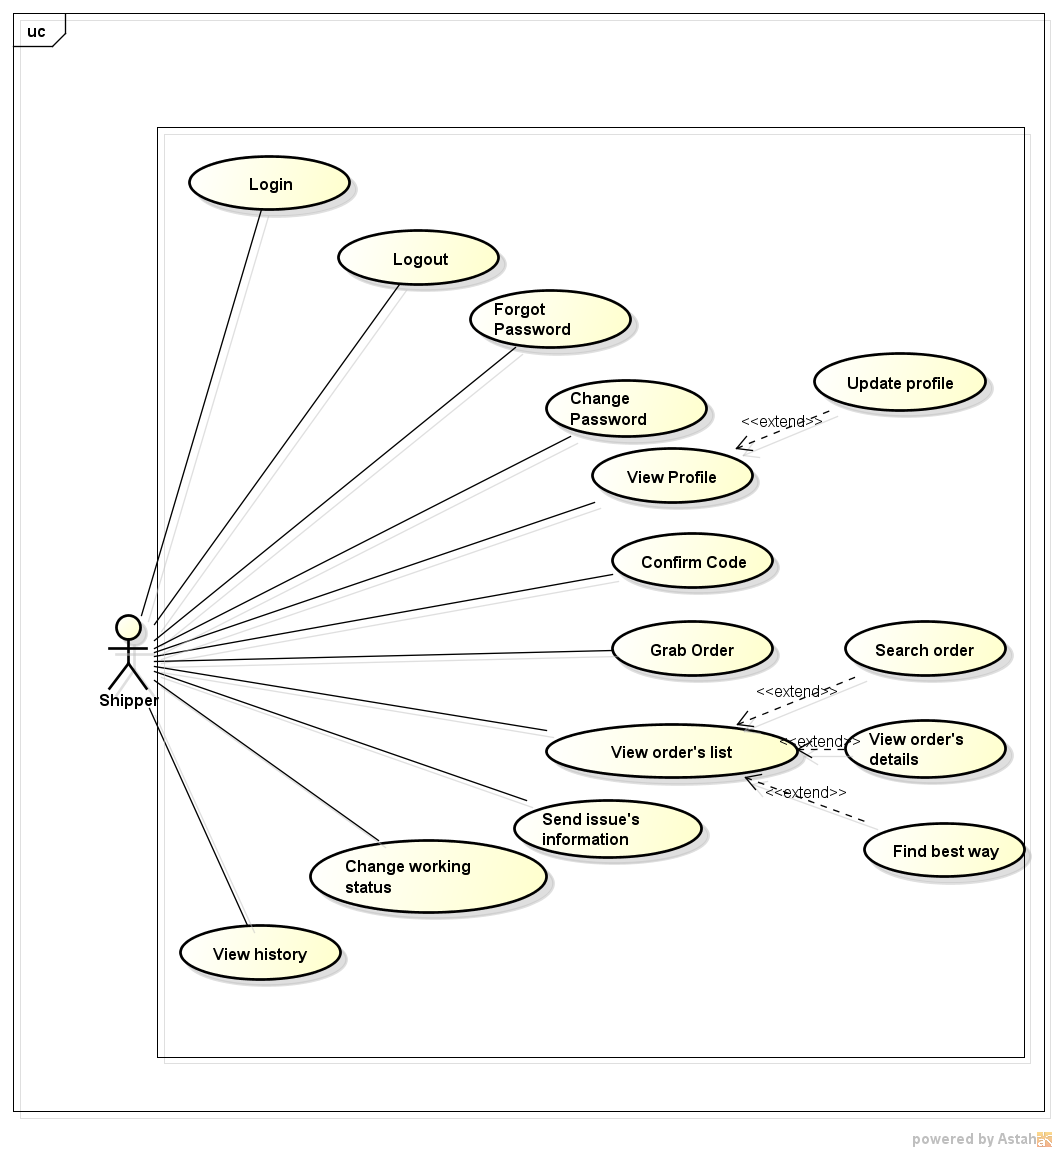 uc
Login
Logout
Forgot
Password
Change
Password
Update profile
<<extend>>
View Profile
Confirm Code
Grab Order
Search order
<<extend>>
Shipper
View order's list
<<extend>>
View order's
details
<<extend>>
Send issue's
information
Find best way
Change working
status
View history
powered by Astah